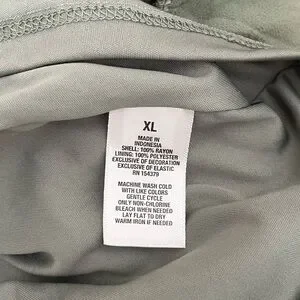 XL
MADE IN
INDONESIA
SHELL: 100% RAYON
LINING: 100% POLYESTER
EXCLUSIVE OF DECORATION
EXCLUSIVE OF ELASTIC
RN 154379
MACHINE WASH COLD
WITH LIKE COLORS
GENTLE CYCLE
ONLY NON-CHLORINE
BLEACH WHEN NEEDED
LAY FLAT TO DRY
WARM IRON IF NEEDED